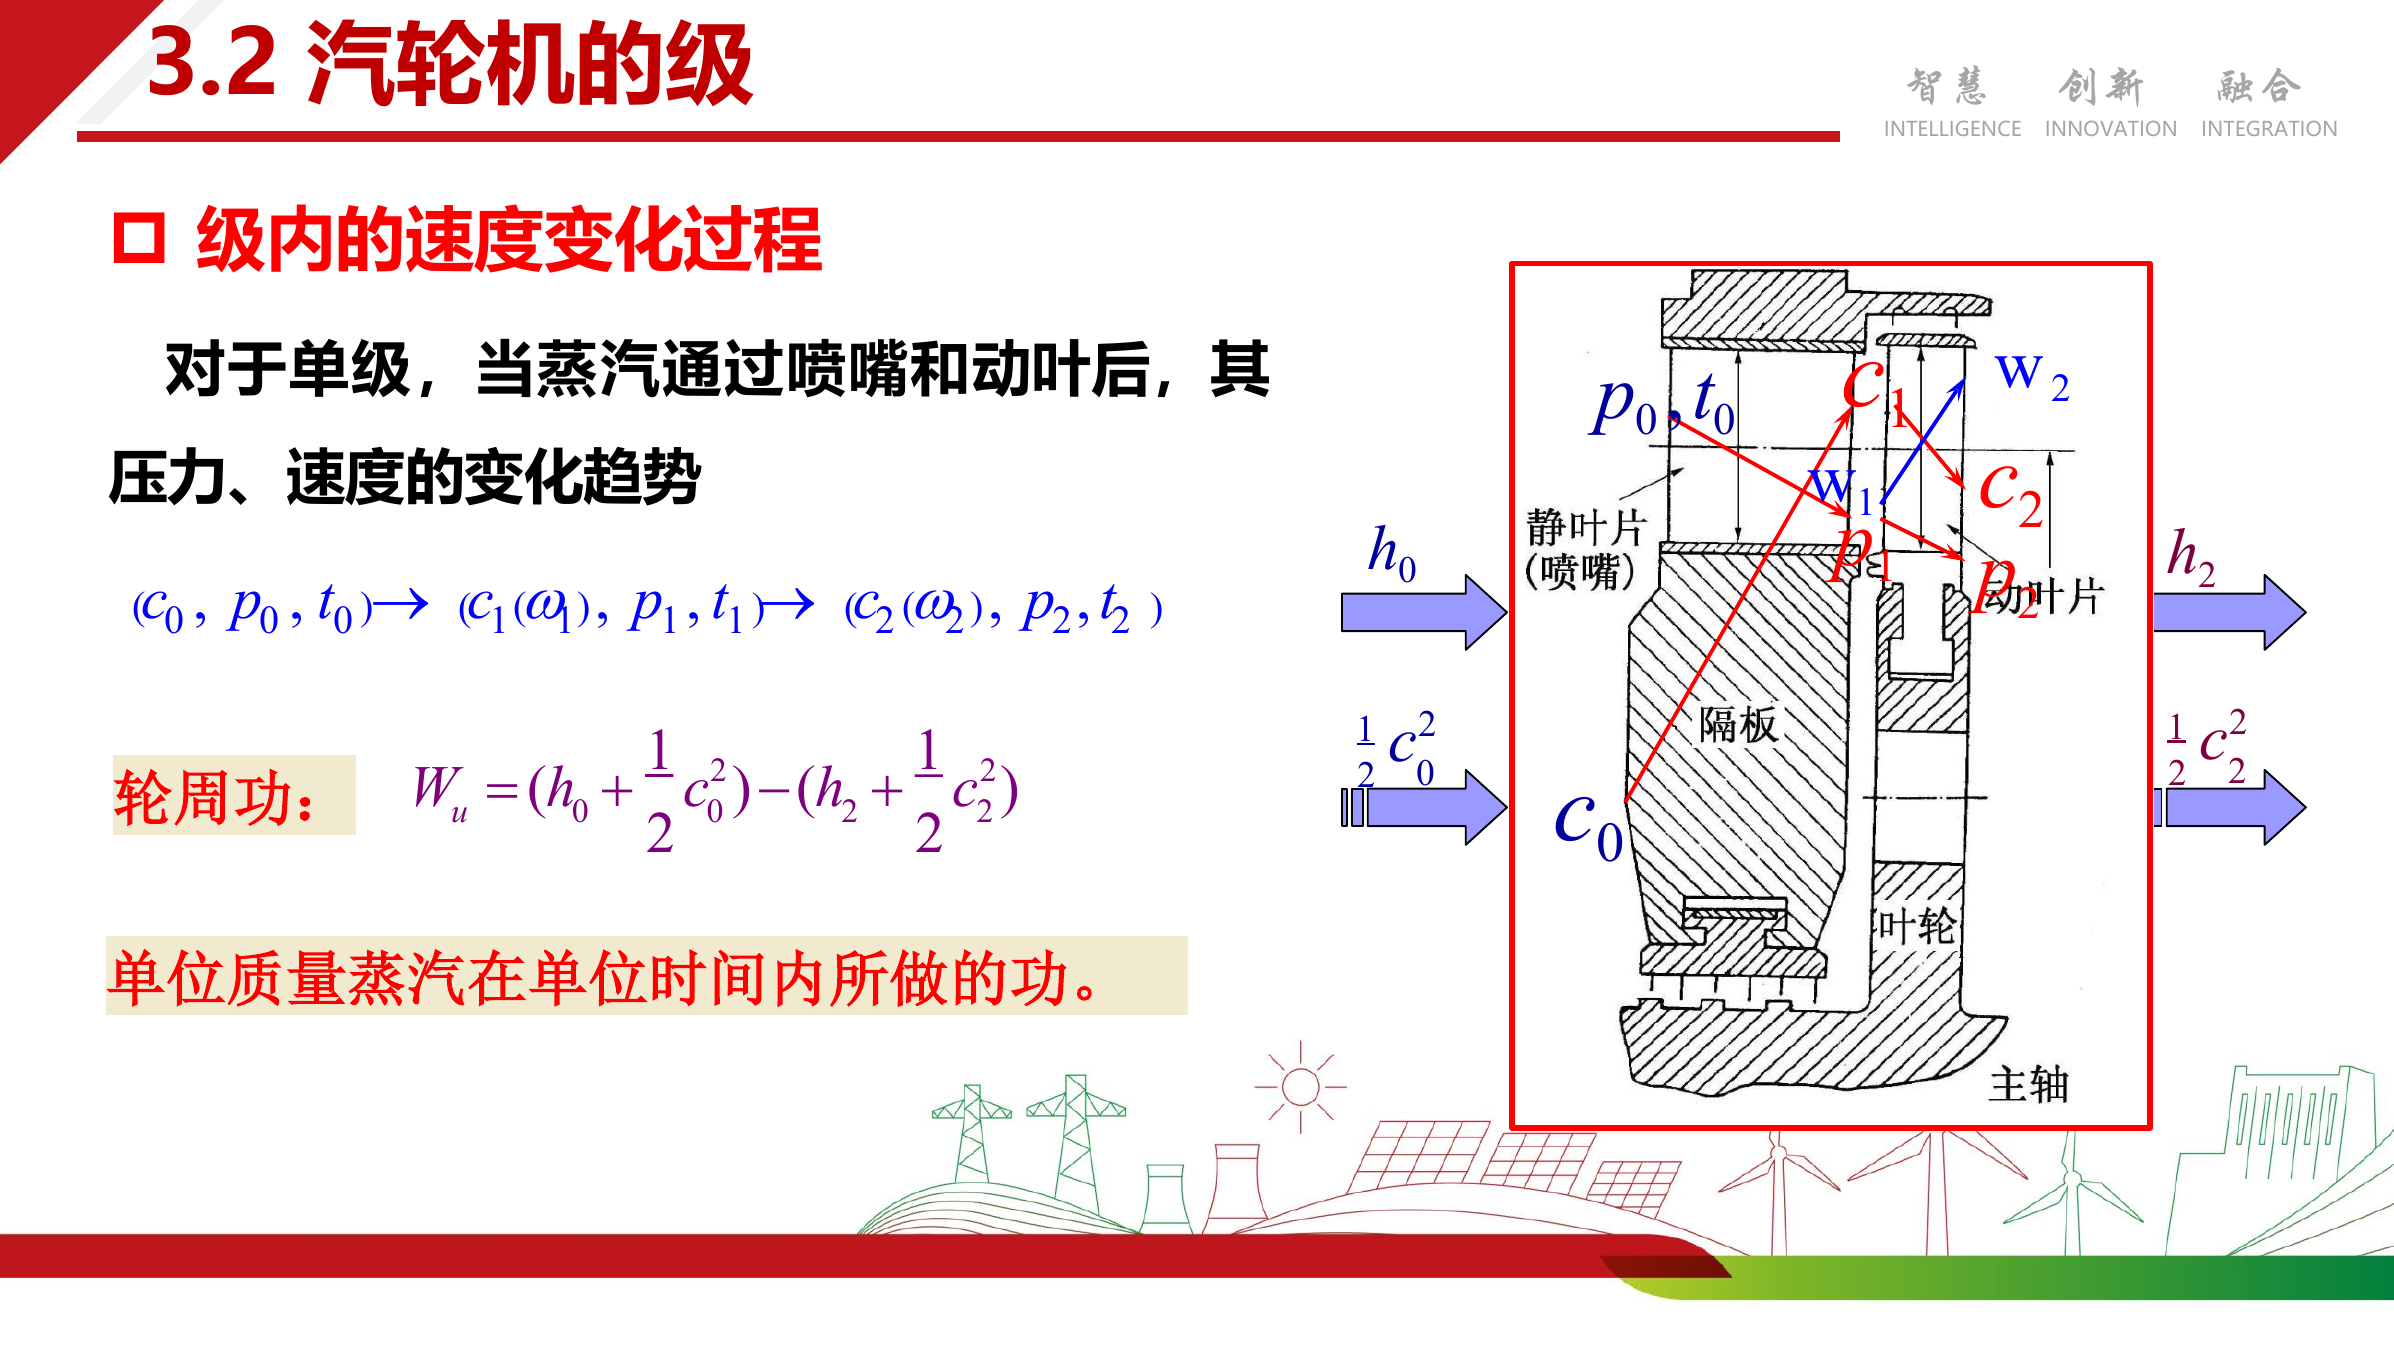 3.2 汽轮机的级
智慧 创新 融合
INTELLIGENCE INNOVATION INTEGRATION
级内的速度变化过程
对于单级，当蒸汽通过喷嘴和动叶后，其
压力、速度的变化趋势
(c₀, p₀, t₀)→ (c₁(ω₁), p₁, t₁)→ (c₂(ω₂), p₂, t₂ )
轮周功： W_u = (h₀ + 1/2 c₀²) − (h₂ + 1/2 c₂²)
单位质量蒸汽在单位时间内所做的功。
h₀
1/2 c₀²
p₀, t₀
c₁
w₂
w₁
c₂
静叶片
（喷嘴）
p₁
p₂
动叶片
隔板
c₀
叶轮
主轴
h₂
1/2 c₂²